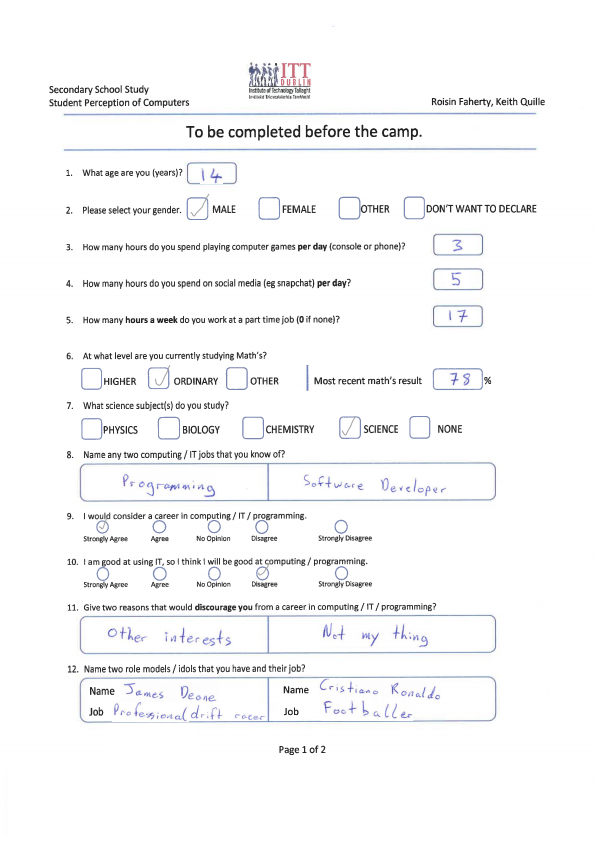 ITT
DUBLIN
Institute of Technology Tallaght
Secondary School Study
Student Perception of Computers
Roisin Faherty, Keith Quille
To be completed before the camp.
1. What age are you (years)? 14
2. Please select your gender. MALE FEMALE OTHER DON'T WANT TO DECLARE
3. How many hours do you spend playing computer games per day (console or phone)? 3
4. How many hours do you spend on social media (eg snapchat) per day? 5
5. How many hours a week do you work at a part time job (0 if none)? 17
6. At what level are you currently studying Math's?
HIGHER ORDINARY OTHER Most recent math's result 78 %
7. What science subject(s) do you study?
PHYSICS BIOLOGY CHEMISTRY SCIENCE NONE
8. Name any two computing / IT jobs that you know of?
Programming Software Developer
9. I would consider a career in computing / IT / programming.
Strongly Agree Agree No Opinion Disagree Strongly Disagree
10. I am good at using IT, so I think I will be good at computing / programming.
Strongly Agree Agree No Opinion Disagree Strongly Disagree
11. Give two reasons that would discourage you from a career in computing / IT / programming?
Other interests Not my thing
12. Name two role models / idols that you have and their job?
Name James Deane Name Cristiano Ronaldo
Job Professional drift racer Job Footballer
Page 1 of 2